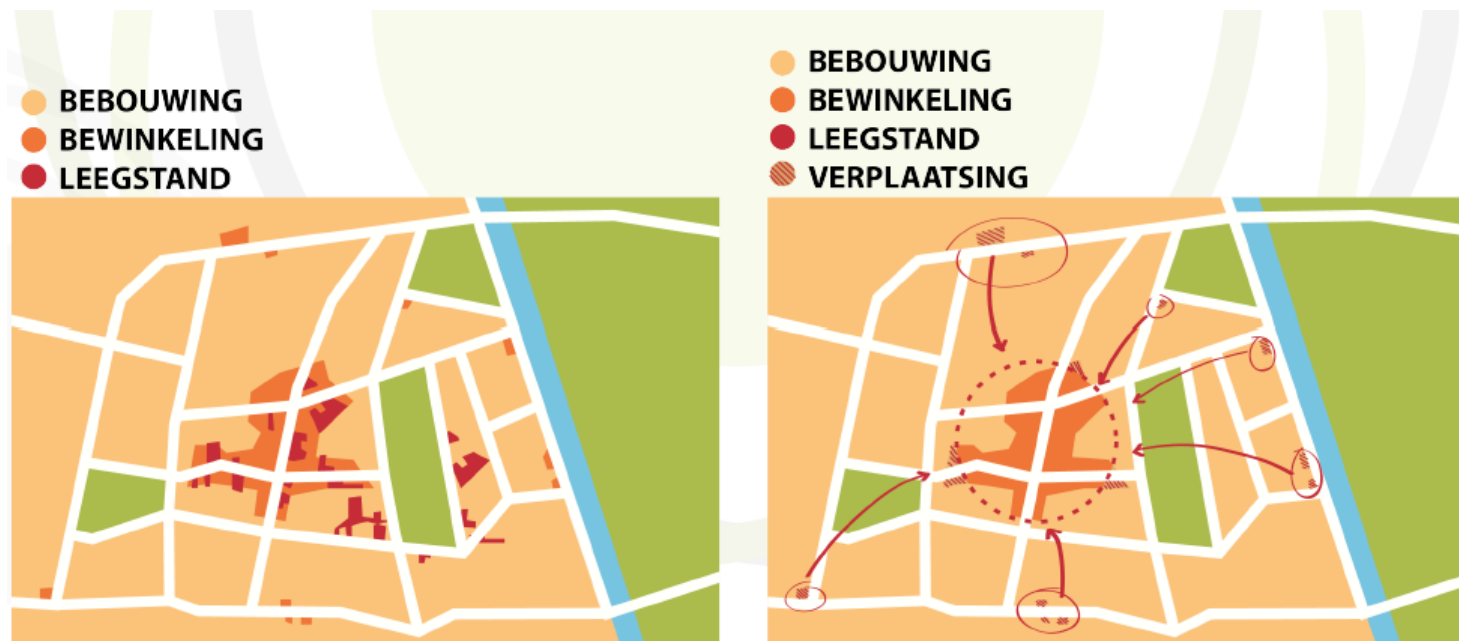 BEBOUWING
BEWINKELING
LEEGSTAND
BEBOUWING
BEWINKELING
LEEGSTAND
VERPLAATSING